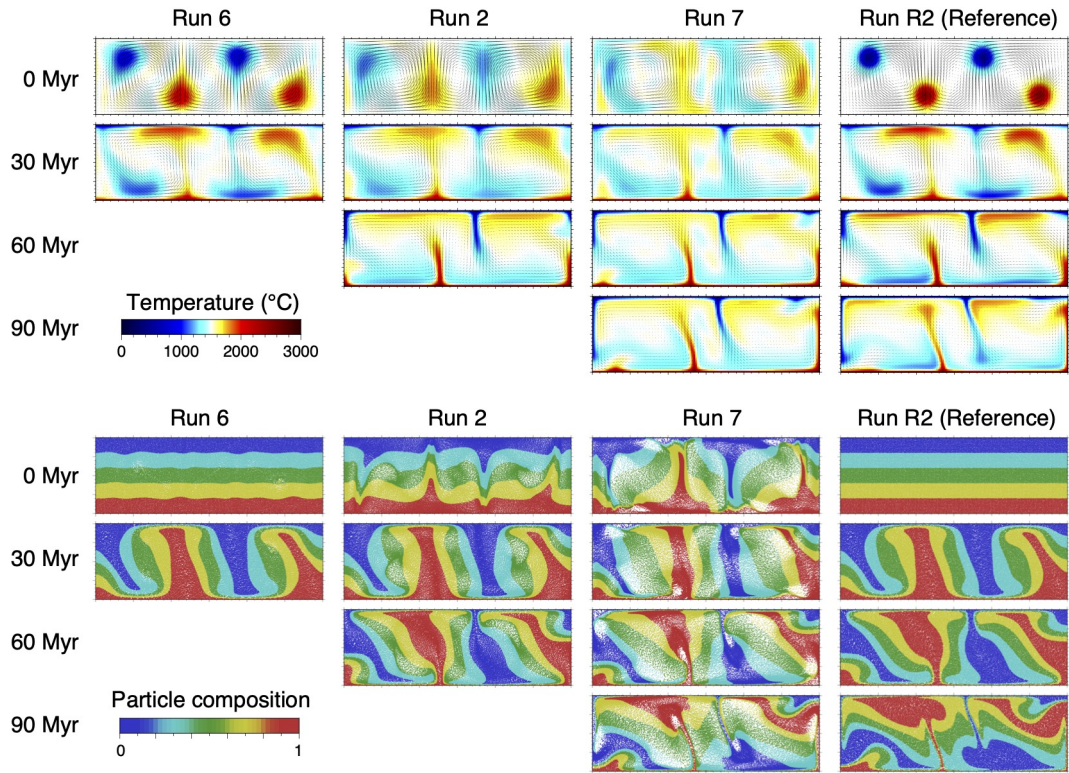 Run 6 Run 2 Run 7 Run R2 (Reference)
0 Myr
30 Myr
60 Myr
Temperature (°C)
90 Myr
0 1000 2000 3000
Run 6 Run 2 Run 7 Run R2 (Reference)
0 Myr
30 Myr
60 Myr
Particle composition
90 Myr
0 1